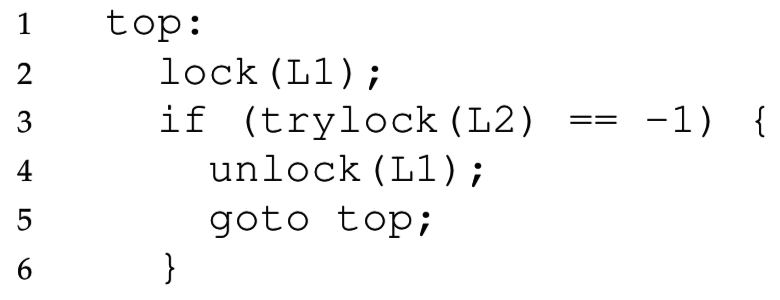 1 top:
2 lock(L1);
3 if (trylock(L2) == -1) {
4 unlock(L1);
5 goto top;
6 }